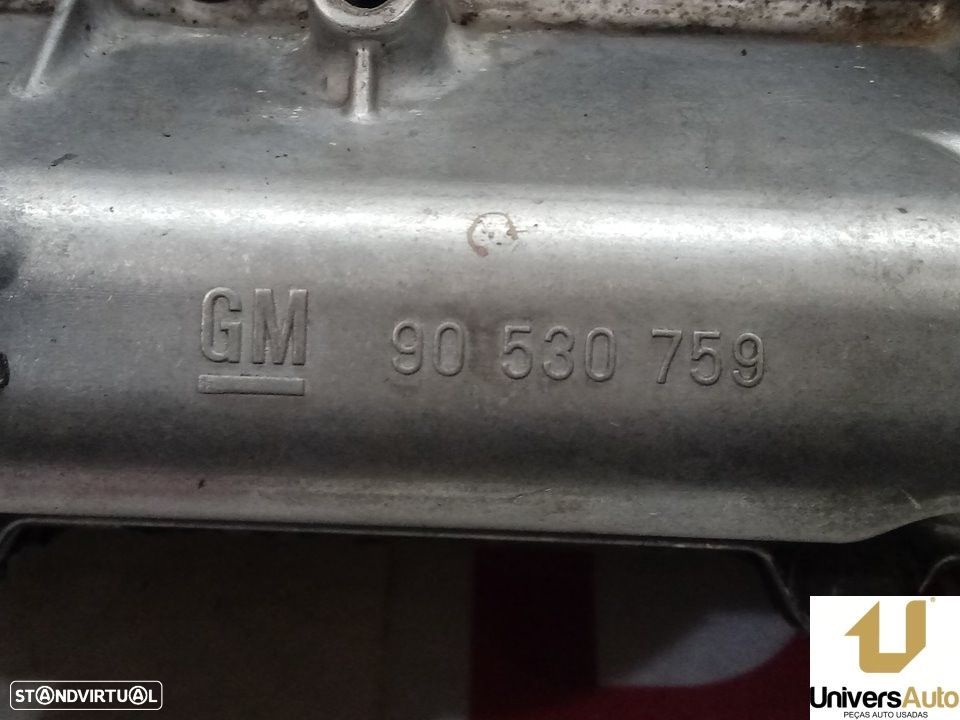 GM 90 530 759
STANDVIRTUAL
UniversAuto
PEÇAS AUTO USADAS